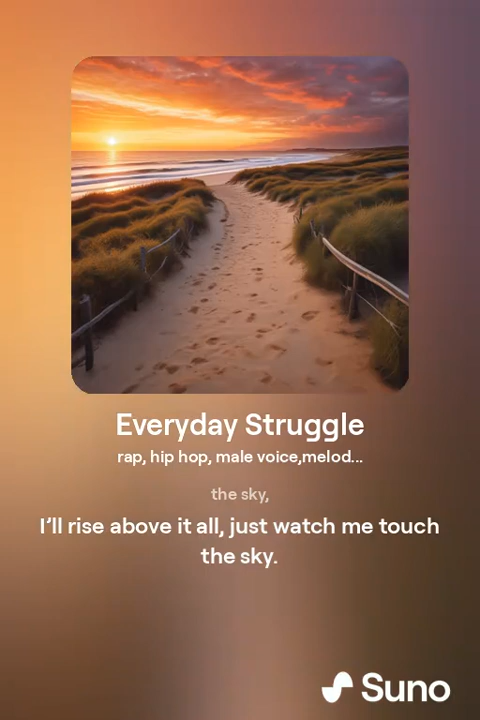 Everyday Struggle
rap, hip hop, male voice,melod...
the sky,
I'll rise above it all, just watch me touch
the sky.
Suno